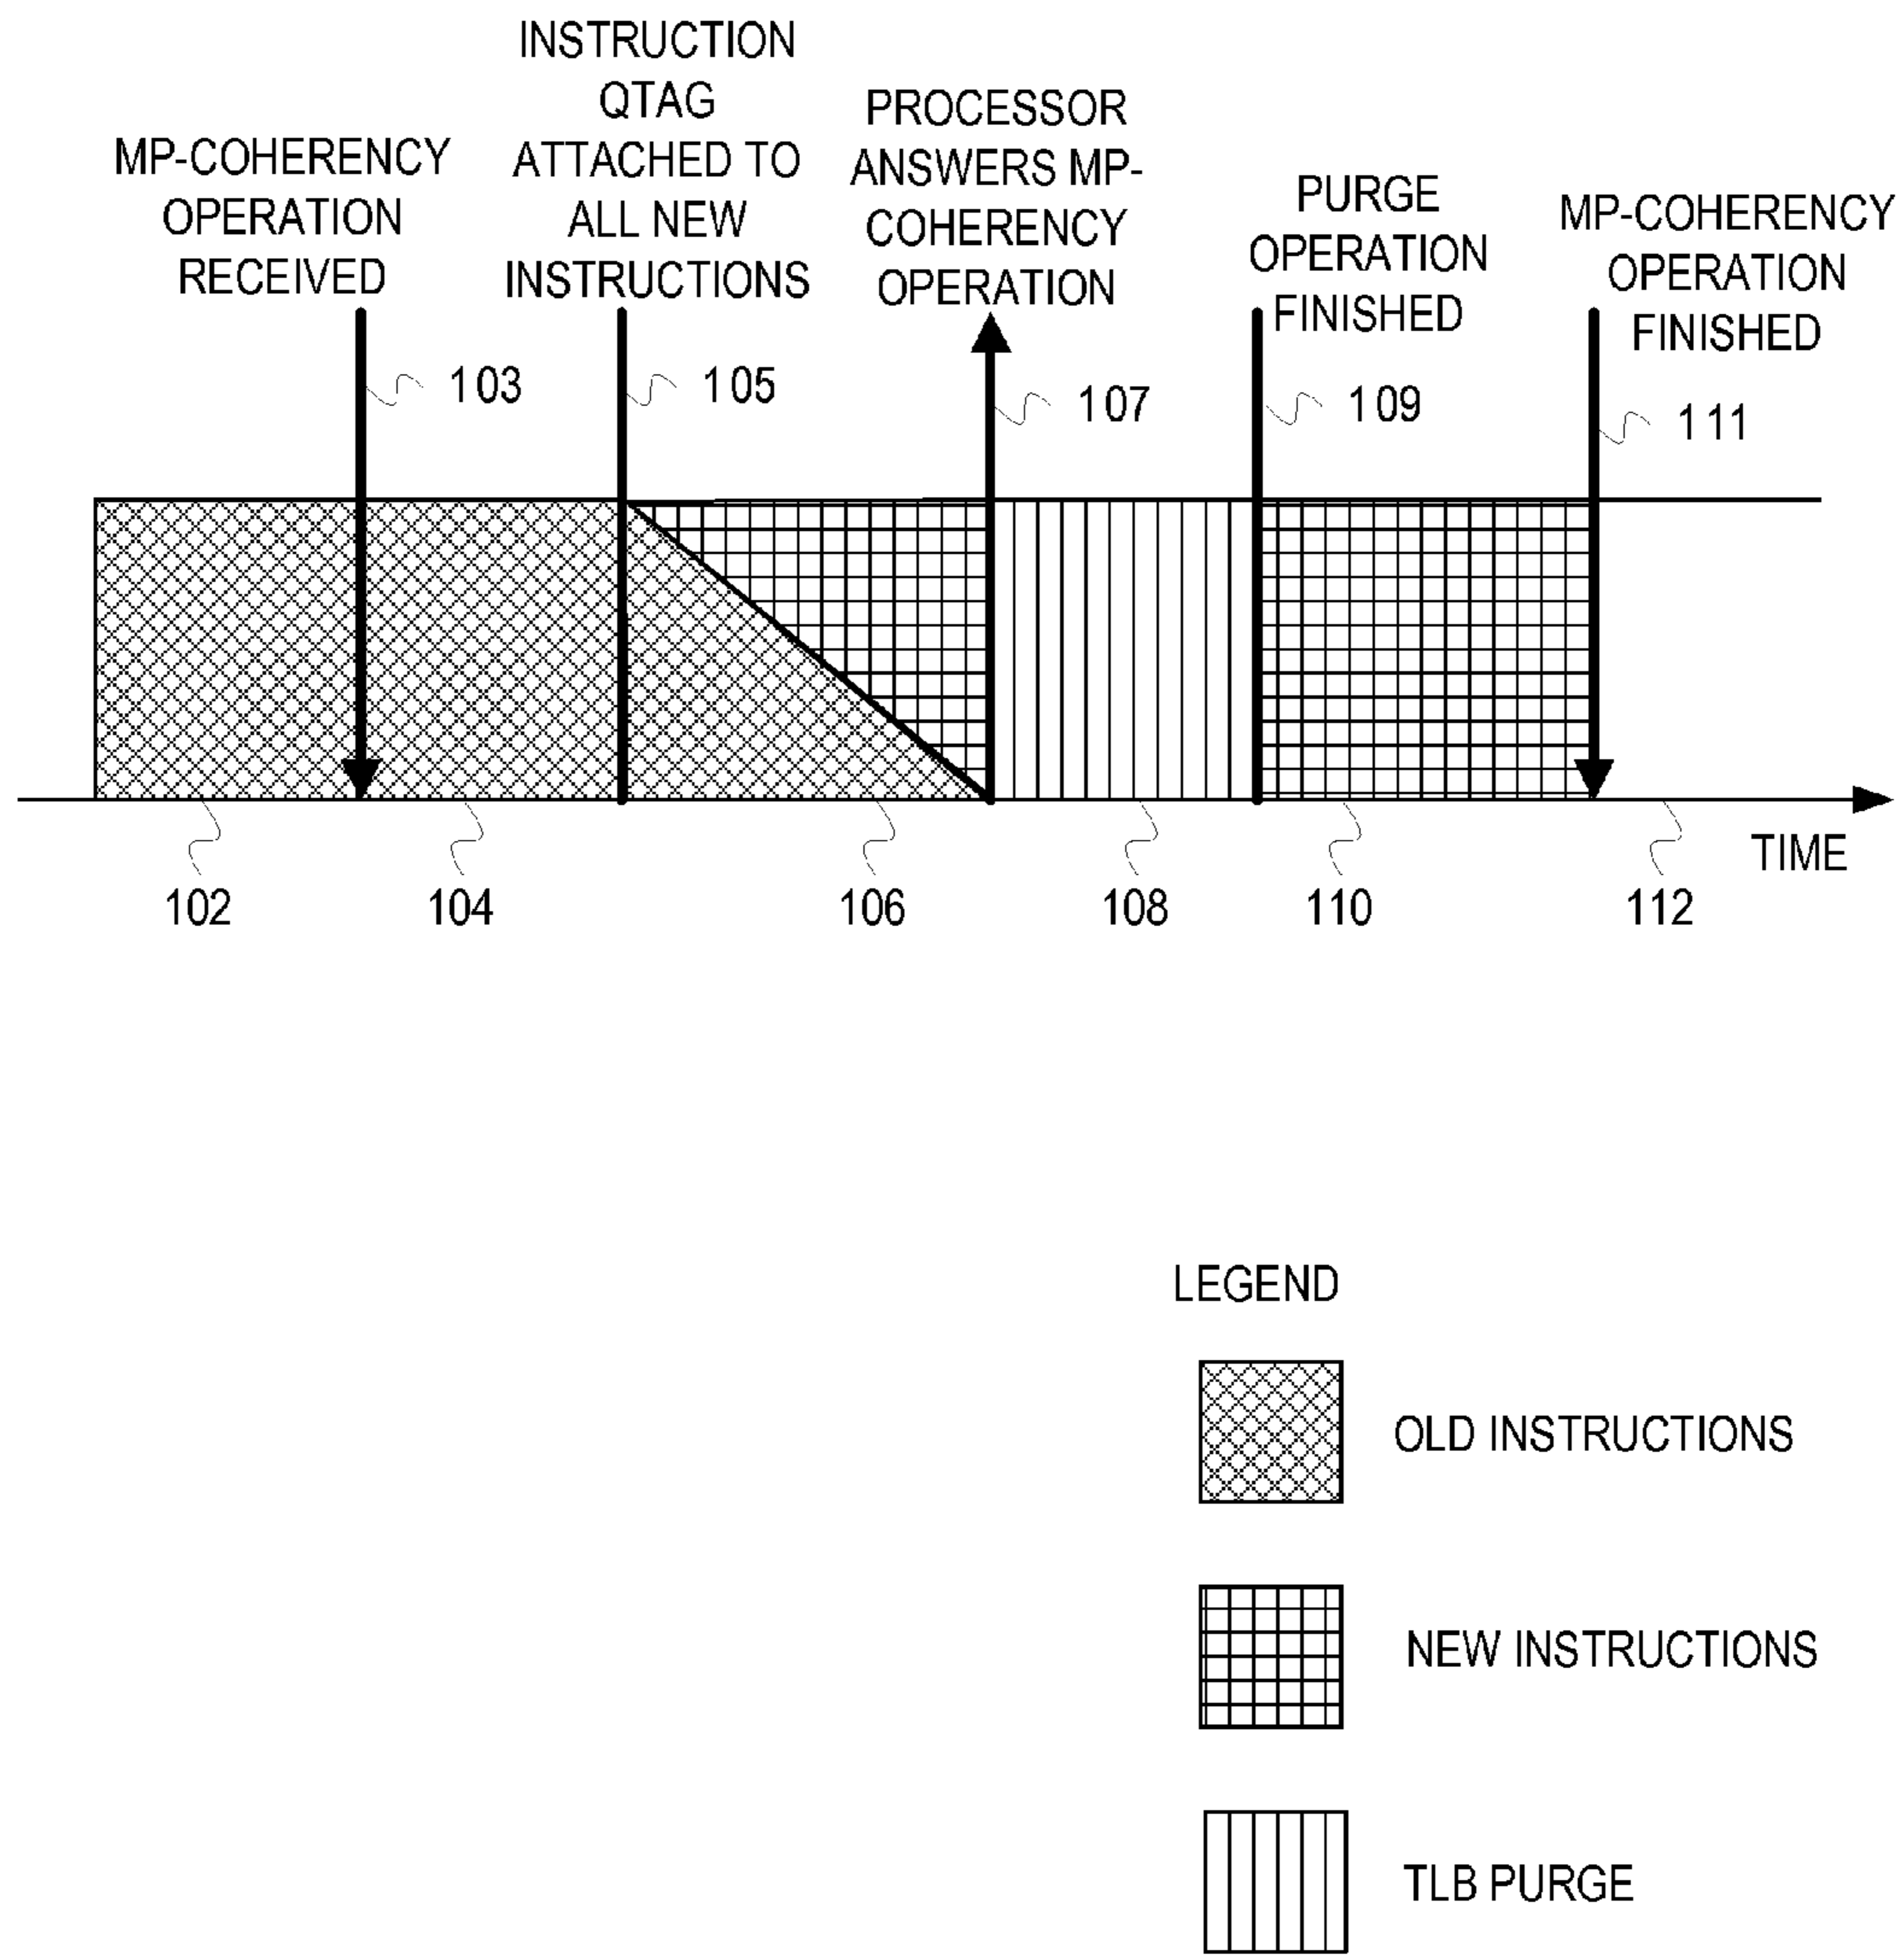 MP-COHERENCY
OPERATION
RECEIVED
INSTRUCTION
QTAG
ATTACHED TO
ALL NEW
INSTRUCTIONS
PROCESSOR
ANSWERS MP-
COHERENCY
OPERATION
PURGE
OPERATION
FINISHED
MP-COHERENCY
OPERATION
FINISHED
103
105
107
109
111
TIME
102
104
106
108
110
112
LEGEND
OLD INSTRUCTIONS
NEW INSTRUCTIONS
TLB PURGE